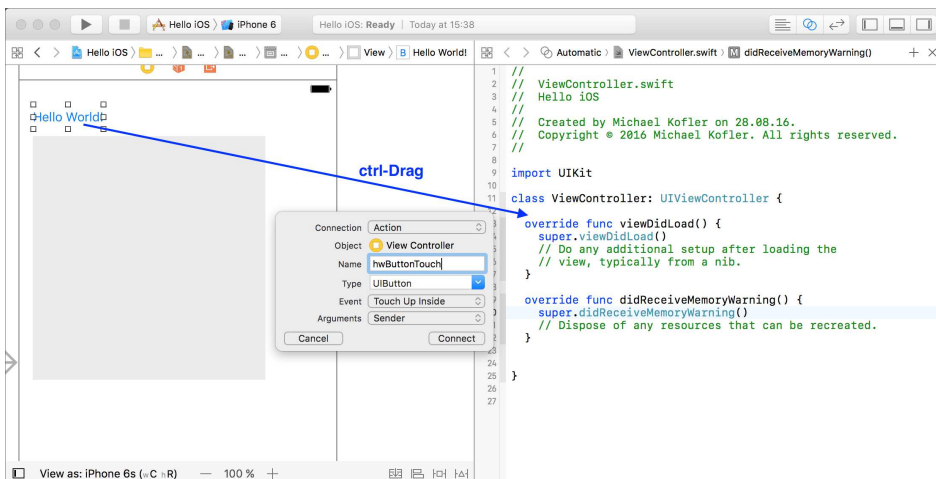 Hello iOS iPhone 6 Hello iOS: Ready | Today at 15:38
Hello iOS ... ... ... ... ... View B Hello World!
Automatic ViewController.swift M didReceiveMemoryWarning()
Hello World!
ctrl-Drag
Connection Action
Object View Controller
Name hwButtonTouch
Type UIButton
Event Touch Up Inside
Arguments Sender
Cancel Connect
View as: iPhone 6s (wC hR) — 100 % +
1 //
2 // ViewController.swift
3 // Hello iOS
4 //
5 // Created by Michael Kofler on 28.08.16.
6 // Copyright © 2016 Michael Kofler. All rights reserved.
7 //
8
9 import UIKit
10
11 class ViewController: UIViewController {
override func viewDidLoad() {
super.viewDidLoad()
// Do any additional setup after loading the
// view, typically from a nib.
}
override func didReceiveMemoryWarning() {
super.didReceiveMemoryWarning()
// Dispose of any resources that can be recreated.
}
23
24
25 }
26
27